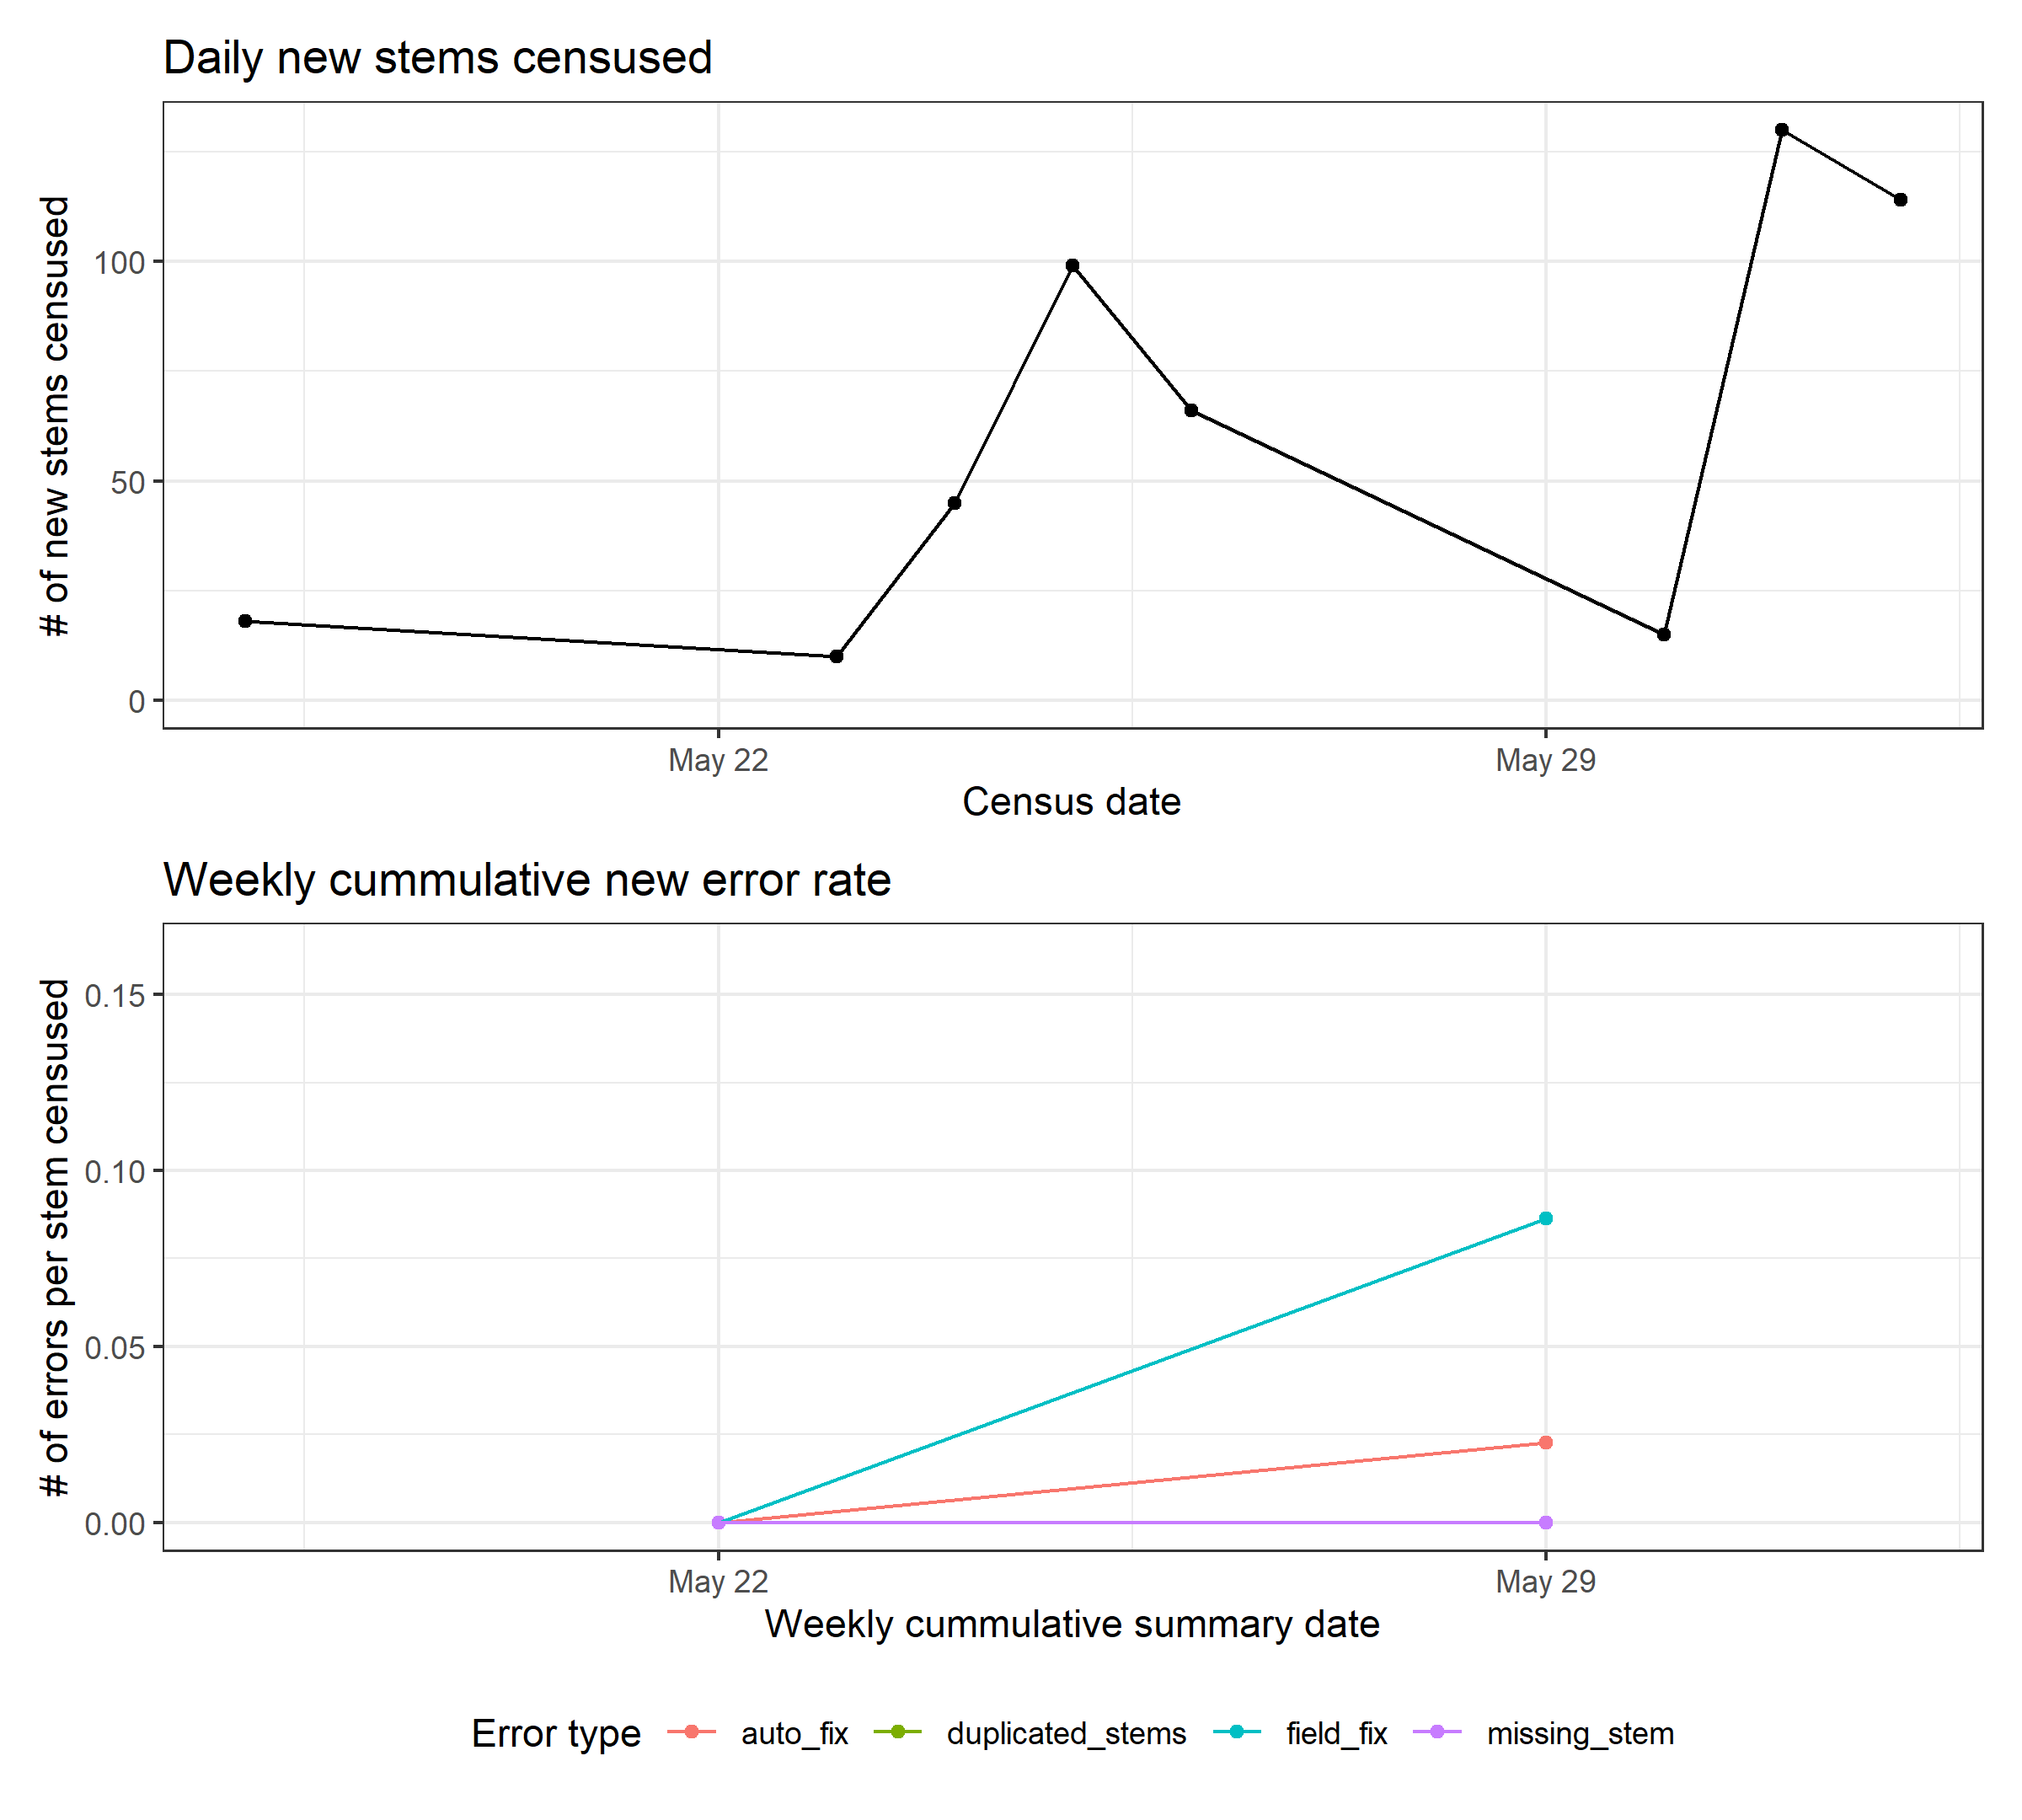 Daily new stems censused
# of new stems censused
100
50
0
May 22 May 29
Census date
Weekly cummulative new error rate
# of errors per stem censused
0.15
0.10
0.05
0.00
May 22 May 29
Weekly cummulative summary date
Error type auto_fix duplicated_stems field_fix missing_stem